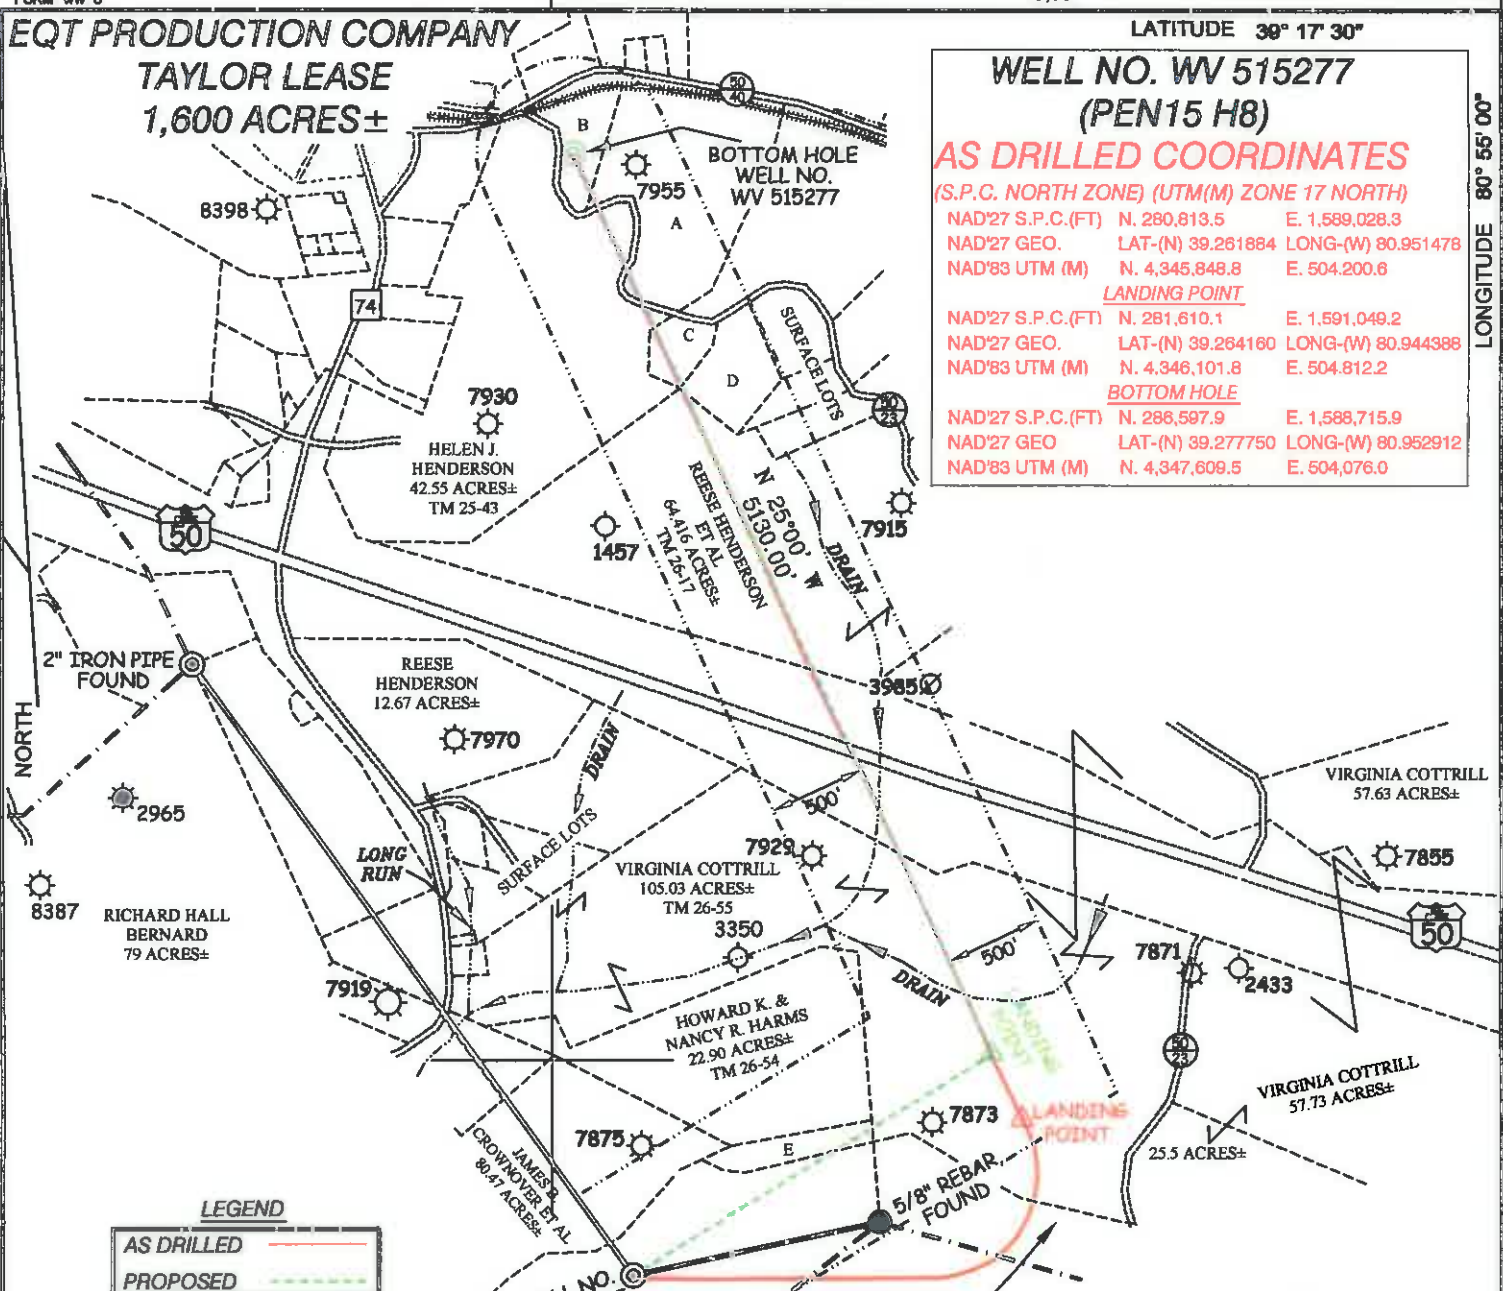 EQT PRODUCTION COMPANY
TAYLOR LEASE
1,600 ACRES±
LATITUDE 39° 17' 30"
LONGITUDE 80° 55' 00"
WELL NO. WV 515277
(PEN15 H8)
AS DRILLED COORDINATES
(S.P.C. NORTH ZONE) (UTM(M) ZONE 17 NORTH)
NAD'27 S.P.C.(FT) N. 280,813.5 E. 1,589,028.3
NAD'27 GEO. LAT-(N) 39.261884 LONG-(W) 80.951478
NAD'83 UTM (M) N. 4,345,848.8 E. 504,200.6
LANDING POINT
NAD'27 S.P.C.(FT) N. 281,610.1 E. 1,591,049.2
NAD'27 GEO. LAT-(N) 39.264160 LONG-(W) 80.944388
NAD'83 UTM (M) N. 4,346,101.8 E. 504,812.2
BOTTOM HOLE
NAD'27 S.P.C.(FT) N. 286,597.9 E. 1,588,715.9
NAD'27 GEO LAT-(N) 39.277750 LONG-(W) 80.952912
NAD'83 UTM (M) N. 4,347,609.5 E. 504,076.0
50
40
B
BOTTOM HOLE
WELL NO.
WV 515277
7955
8398
A
74
C
D
SURFACE LOTS
50
23
7930
HELEN J.
HENDERSON
42.55 ACRES±
TM 25-43
1457
REESE HENDERSON
ET AL
64.416 ACRES±
TM 26-17
N 25°00' W
5130.00'
DRAIN
7915
50
2" IRON PIPE
FOUND
NORTH
REESE
HENDERSON
12.67 ACRES±
7970
DRAIN
3985
2965
8387
RICHARD HALL
BERNARD
79 ACRES±
LONG
RUN
SURFACE LOTS
500'
7929
VIRGINIA COTTRILL
105.03 ACRES±
TM 26-55
3350
VIRGINIA COTTRILL
57.63 ACRES±
7855
50
7919
DRAIN
500'
7871
2433
HOWARD K. &
NANCY R. HARMS
22.90 ACRES±
TM 26-54
LANDING
POINT
50
23
VIRGINIA COTTRILL
57.73 ACRES±
7875
7873
LANDING
POINT
25.5 ACRES±
E
JAMES B.
CROWNOVER ET AL
80.47 ACRES±
5/8" REBAR
FOUND
LEGEND
AS DRILLED
PROPOSED
NO.